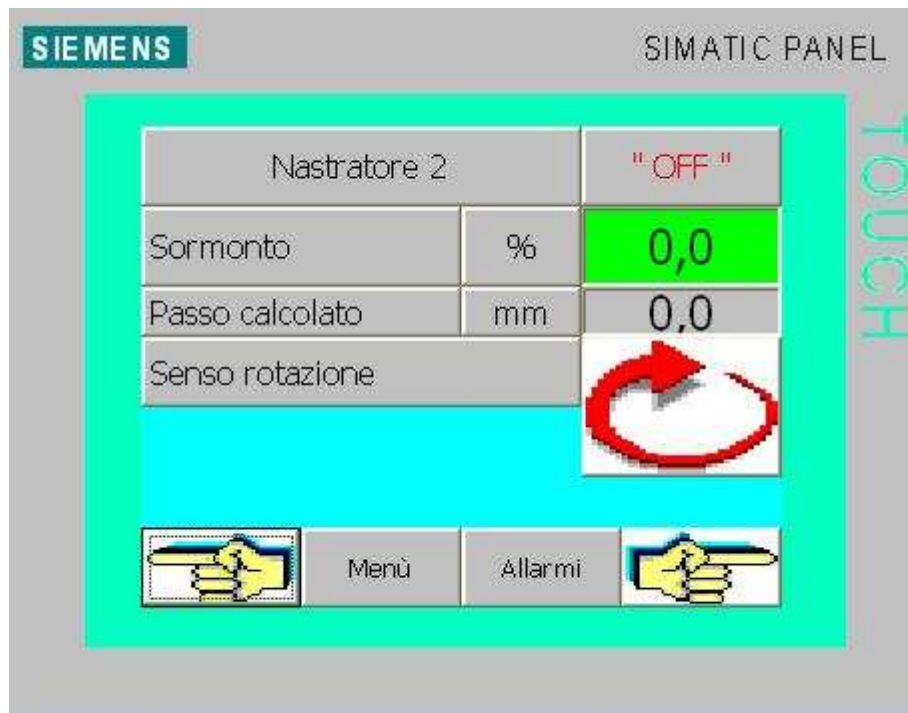 SIEMENS SIMATIC PANEL
TOUCH
Nastratore 2 " OFF "
Sormonto % 0,0
Passo calcolato mm 0,0
Senso rotazione
Menù Allarmi